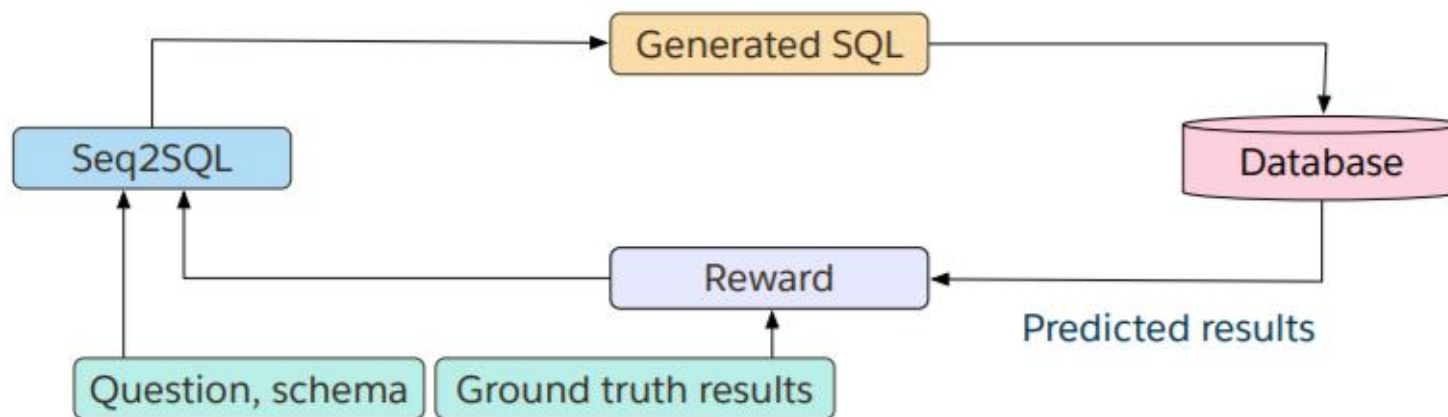 Generated SQL
Seq2SQL
Database
Reward
Predicted results
Question, schema
Ground truth results